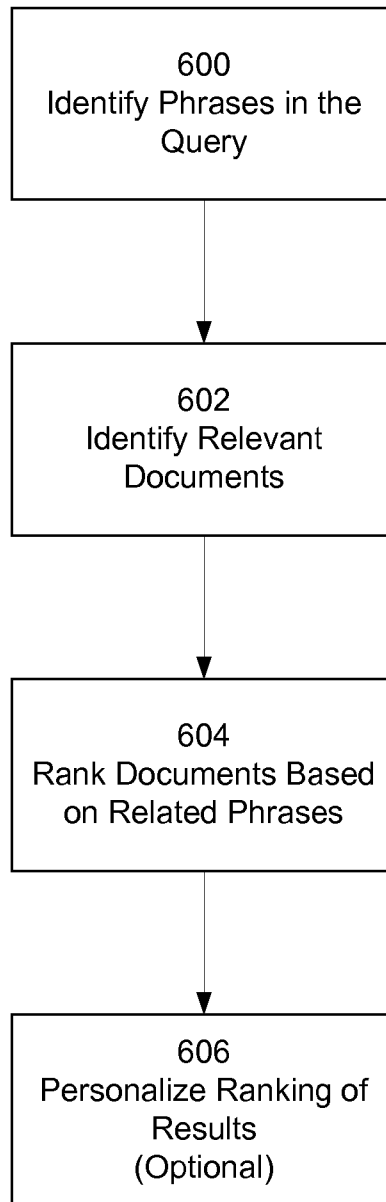 600
Identify Phrases in the
Query
602
Identify Relevant
Documents
604
Rank Documents Based
on Related Phrases
606
Personalize Ranking of
Results
(Optional)